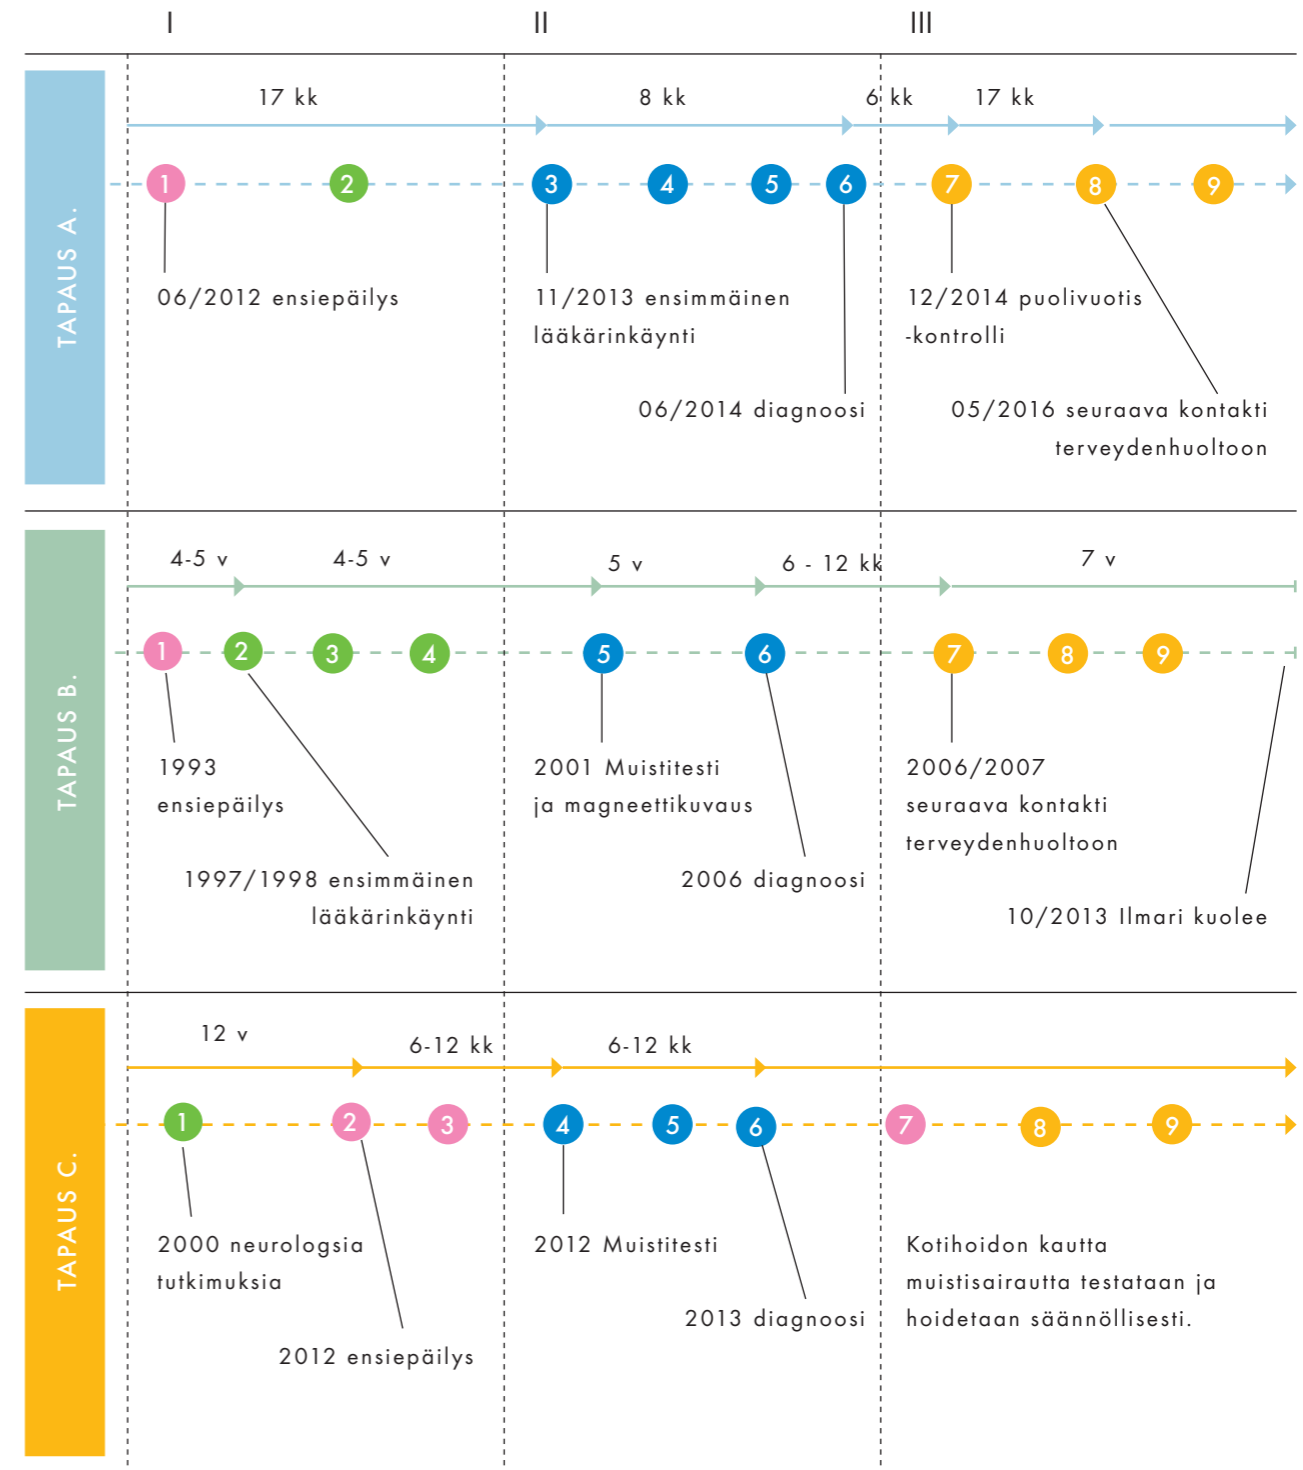 I
II
III
TAPAUS A.
17 kk
8 kk
6 kk
17 kk
1
2
3
4
5
6
7
8
9
06/2012 ensiepäilys
11/2013 ensimmäinen
lääkärinkäynti
06/2014 diagnoosi
12/2014 puolivuotis
-kontrolli
05/2016 seuraava kontakti
terveydenhuoltoon
TAPAUS B.
4-5 v
4-5 v
5 v
6 - 12 kk
7 v
1
2
3
4
5
6
7
8
9
1993
ensiepäilys
1997/1998 ensimmäinen
lääkärinkäynti
2001 Muistitesti
ja magneettikuvaus
2006 diagnoosi
2006/2007
seuraava kontakti
terveydenhuoltoon
10/2013 Ilmari kuolee
TAPAUS C.
12 v
6-12 kk
6-12 kk
1
2
3
4
5
6
7
8
9
2000 neurologsia
tutkimuksia
2012 ensiepäilys
2012 Muistitesti
2013 diagnoosi
Kotihoidon kautta
muistisairautta testataan ja
hoidetaan säännöllisesti.